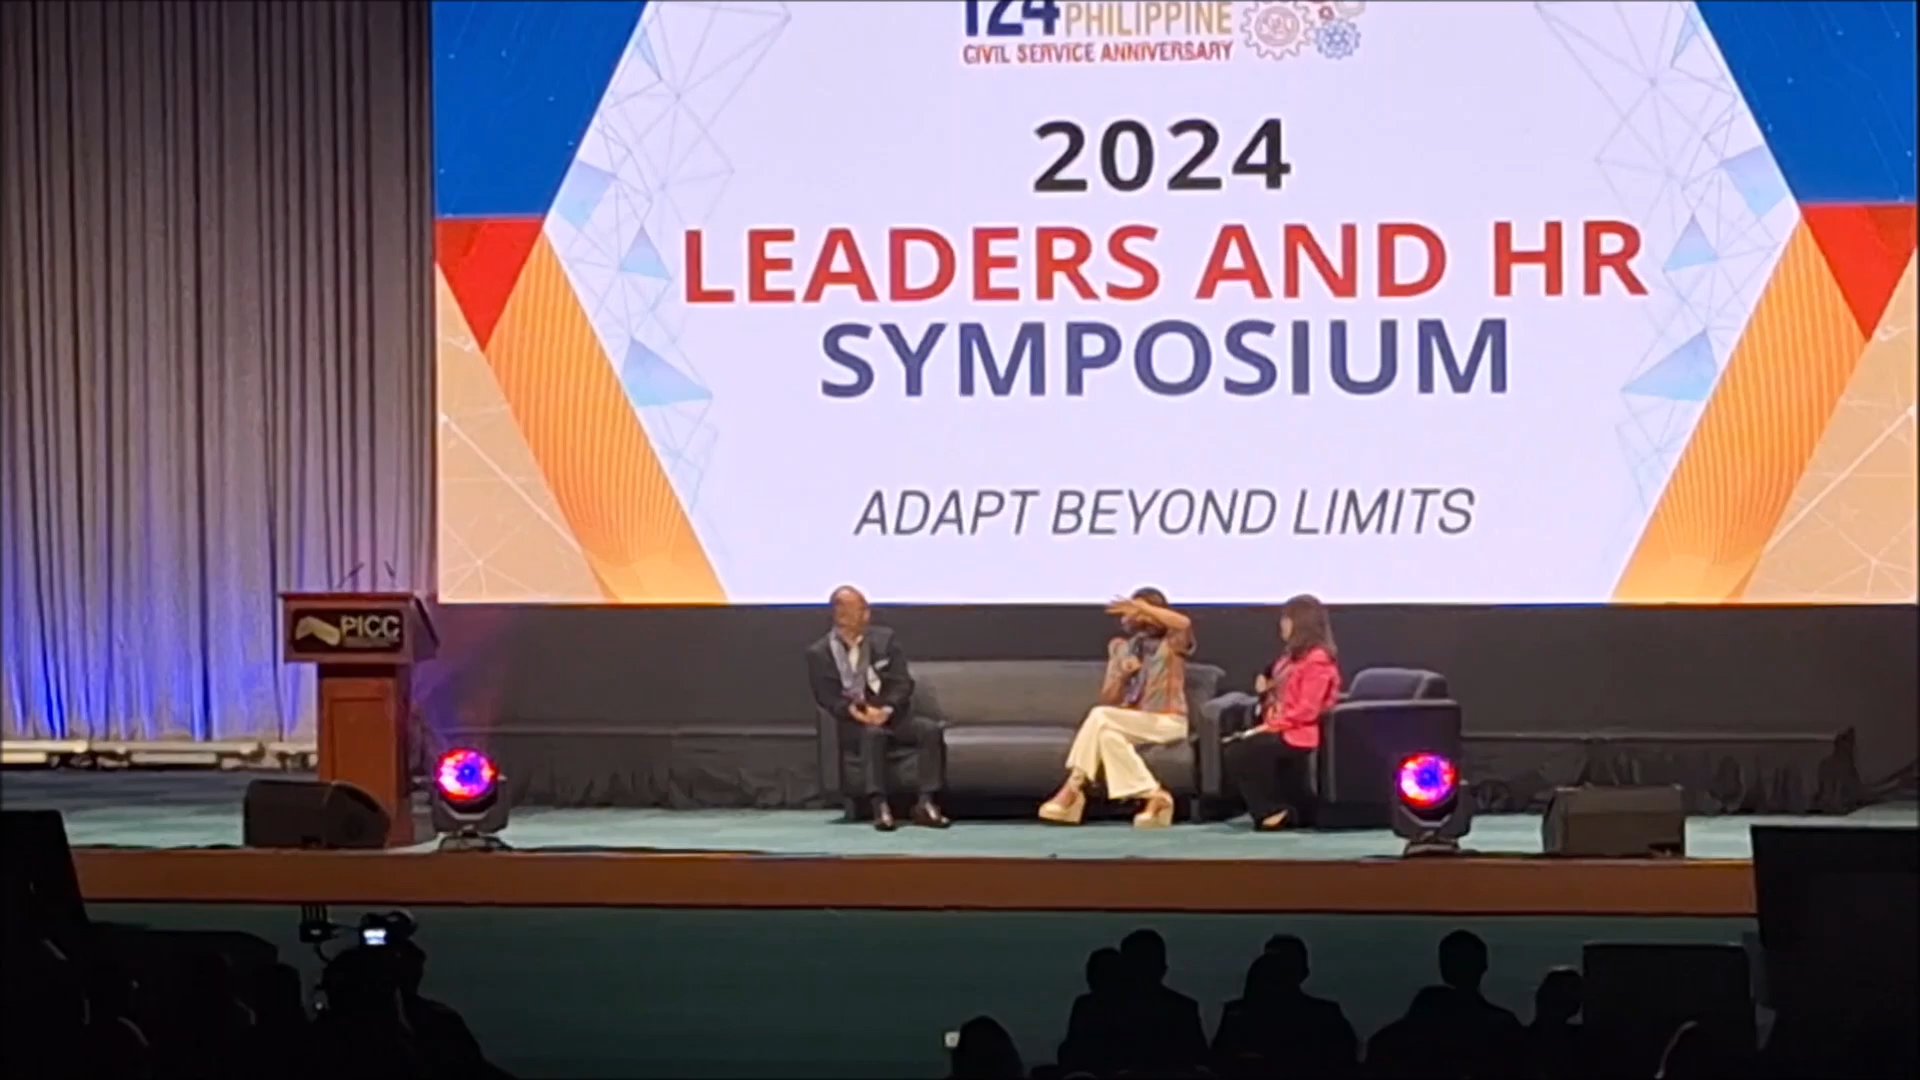 124 PHILIPPINE
CIVIL SERVICE ANNIVERSARY
2024
LEADERS AND HR
SYMPOSIUM
ADAPT BEYOND LIMITS
PICC